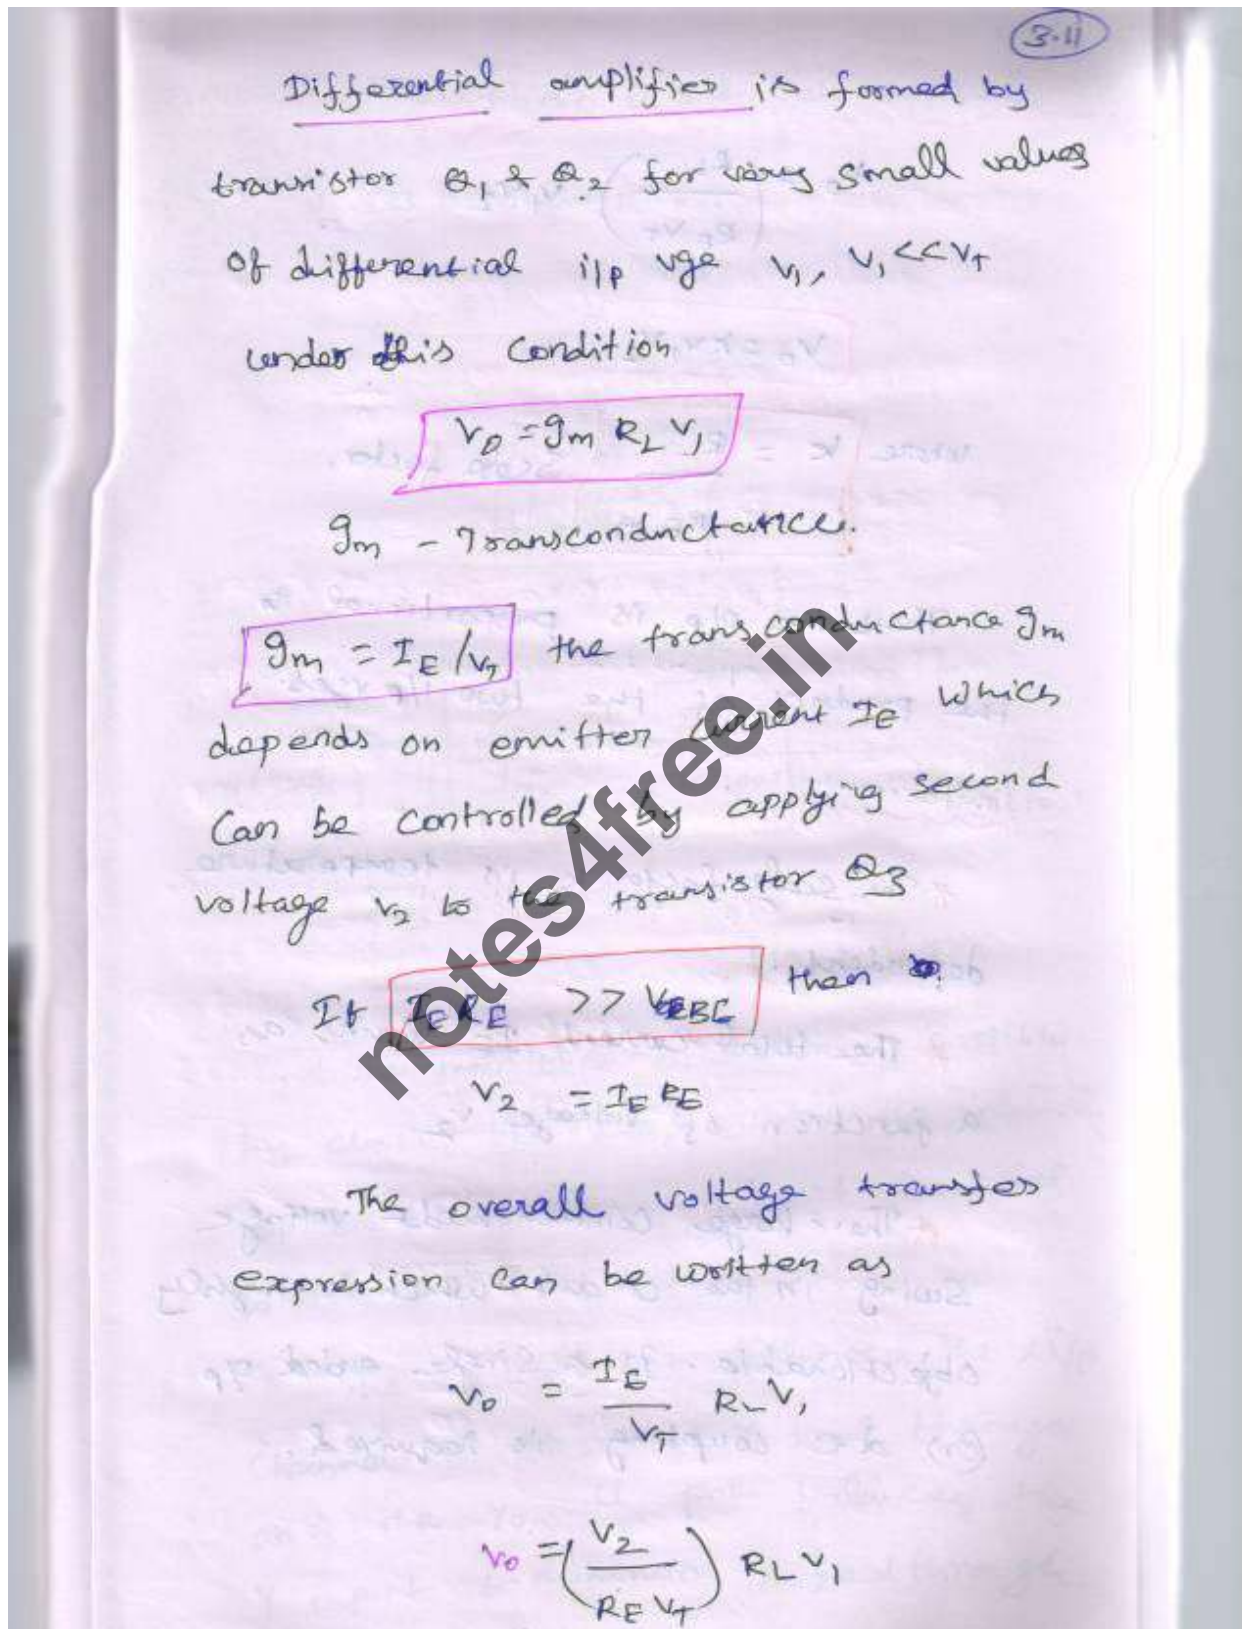 3.11
Differential amplifier is formed by
transistor Q1 & Q2 for very small values
of differential i/p vge V1, V1 << VT
under this condition
V0 = gm RL V1
gm - Transconductance.
gm = IE / VT the transconductance gm
depends on emitter current IE which
can be controlled by applying second
voltage V2 to the transistor Q3
If IE RE >> VBE then
V2 = IE RE
The overall voltage transfer
expression can be written as
V0 = IE / VT RL V1
V0 = (V2 / RE VT) RL V1
notes4free.in